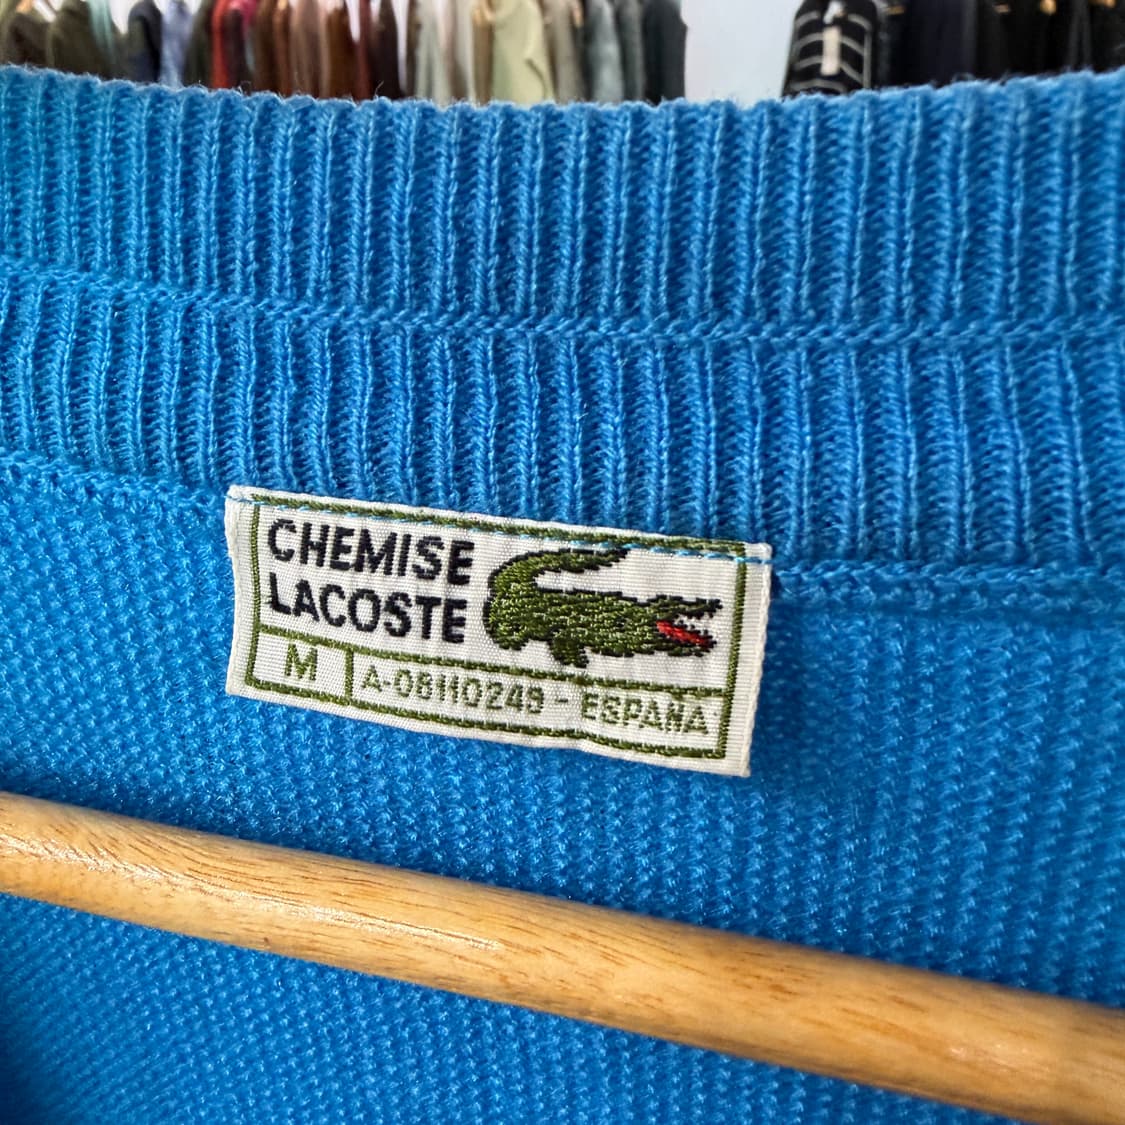 CHEMISE
LACOSTE
M A-08110249 - ESPAÑA